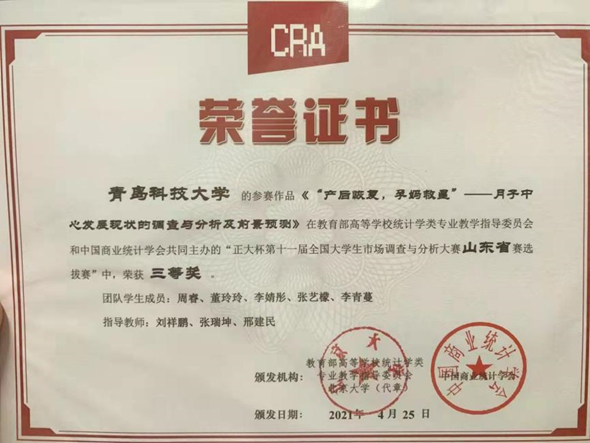 CRA
荣誉证书
青岛科技大学 的参赛作品《“产后恢复，孕妈救星”——月子中
心发展现状的调查与分析及前景预测》在教育部高等学校统计学类专业教学指导委员会
和中国商业统计学会共同主办的“正大杯第十一届全国大学生市场调查与分析大赛山东省赛选
拔赛”中，荣获 三等奖 。
团队学生成员：周睿、董玲玲、李婧彤、张艺檬、李青蔓
指导教师：刘祥鹏、张瑞坤、邢建民
教育部高等学校统计学类
专业教学指导委员会
颁发机构： 北京大学（代章） 中国商业统计学会
中国商业统计学会
颁发日期： 2021年 4 月 25 日